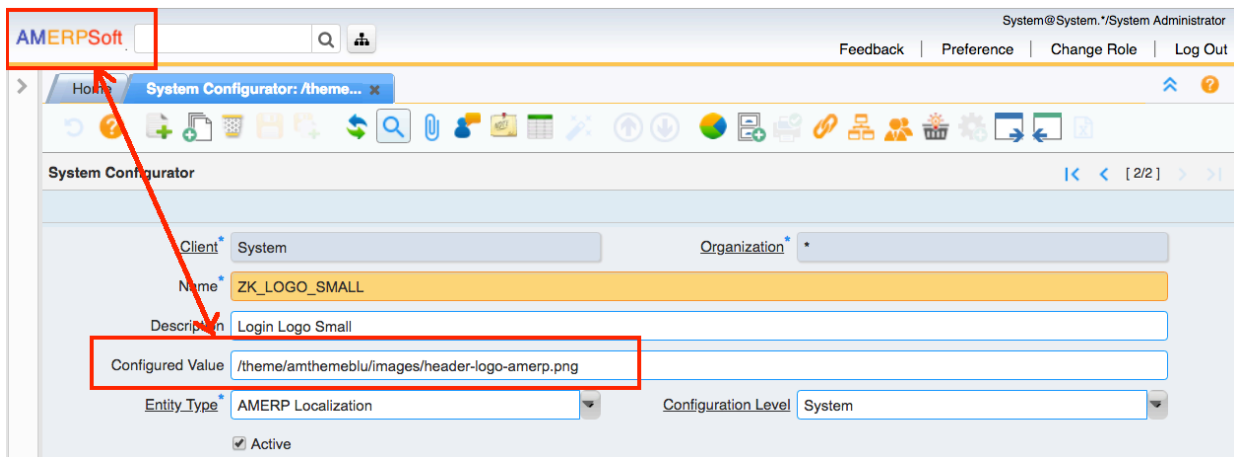 System@System.*/System Administrator
AMERPSoft.
Feedback | Preference | Change Role | Log Out
Home
System Configurator: /theme... x
System Configurator
[ 2/2 ]
Client* System Organization* *
Name* ZK_LOGO_SMALL
Description Login Logo Small
Configured Value /theme/amthemeblu/images/header-logo-amerp.png
Entity Type* AMERP Localization Configuration Level System
Active